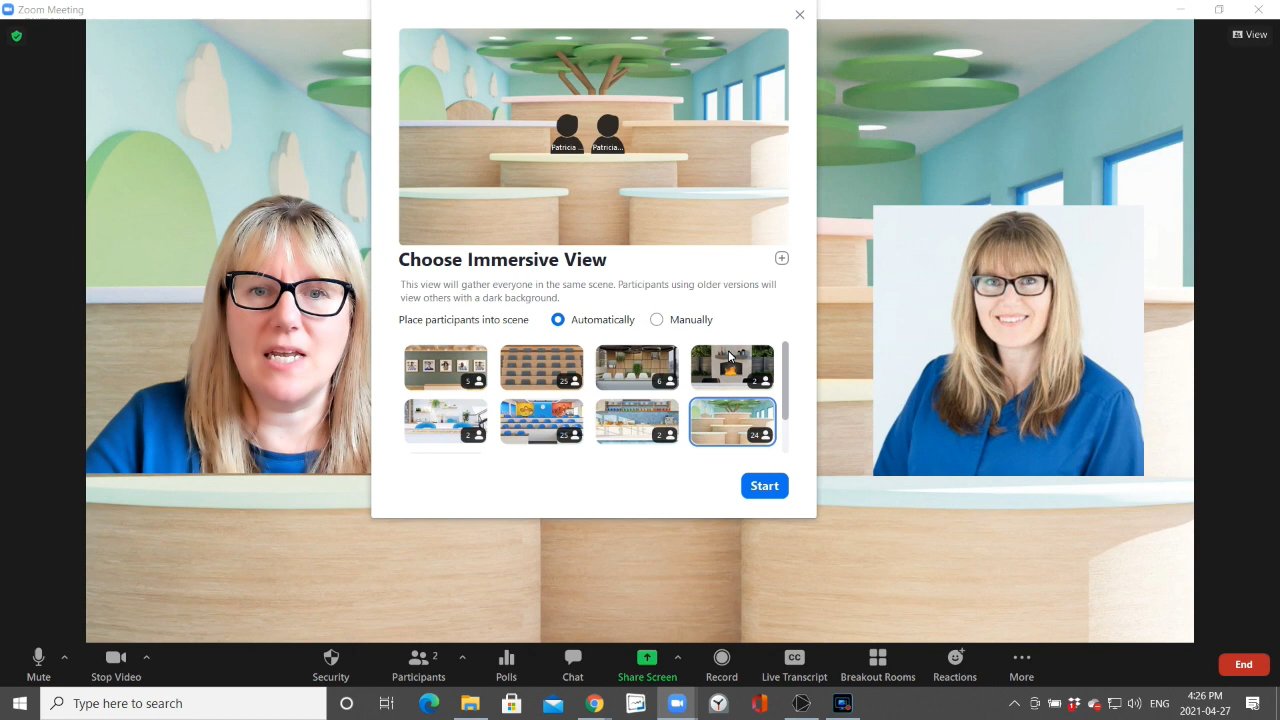 Zoom Meeting
View
Patricia ...
Patricia...
Choose Immersive View
This view will gather everyone in the same scene. Participants using older versions will
view others with a dark background.
Place participants into scene
Automatically
Manually
5
25
6
2
2
25
2
24
Start
Mute
Stop Video
Security
2
Participants
Polls
Chat
Share Screen
Record
CC
Live Transcript
Breakout Rooms
Reactions
More
End
Type here to search
ENG
4:26 PM
2021-04-27